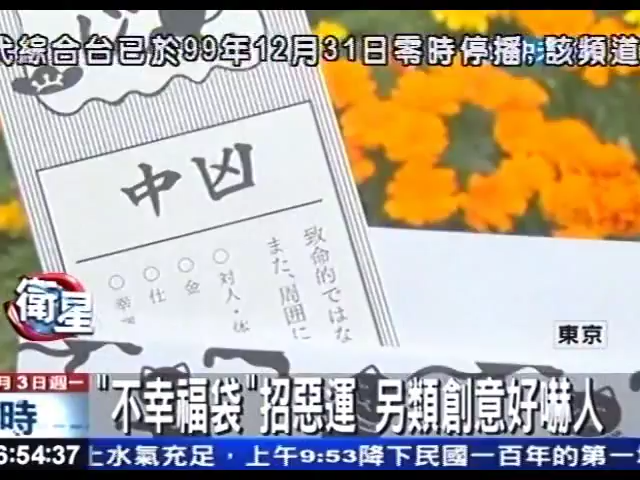 代綜合台已於99年12月31日零時停播，該頻道
中凶
致命的ではな
また、周囲に
○対人・体
○金
○仕
○幸
衛星
東京
月3日週一
"不幸福袋"招惡運 另類創意好嚇人
時
6:54:37
上水氣充足，上午9:53降下民國一百年的第一